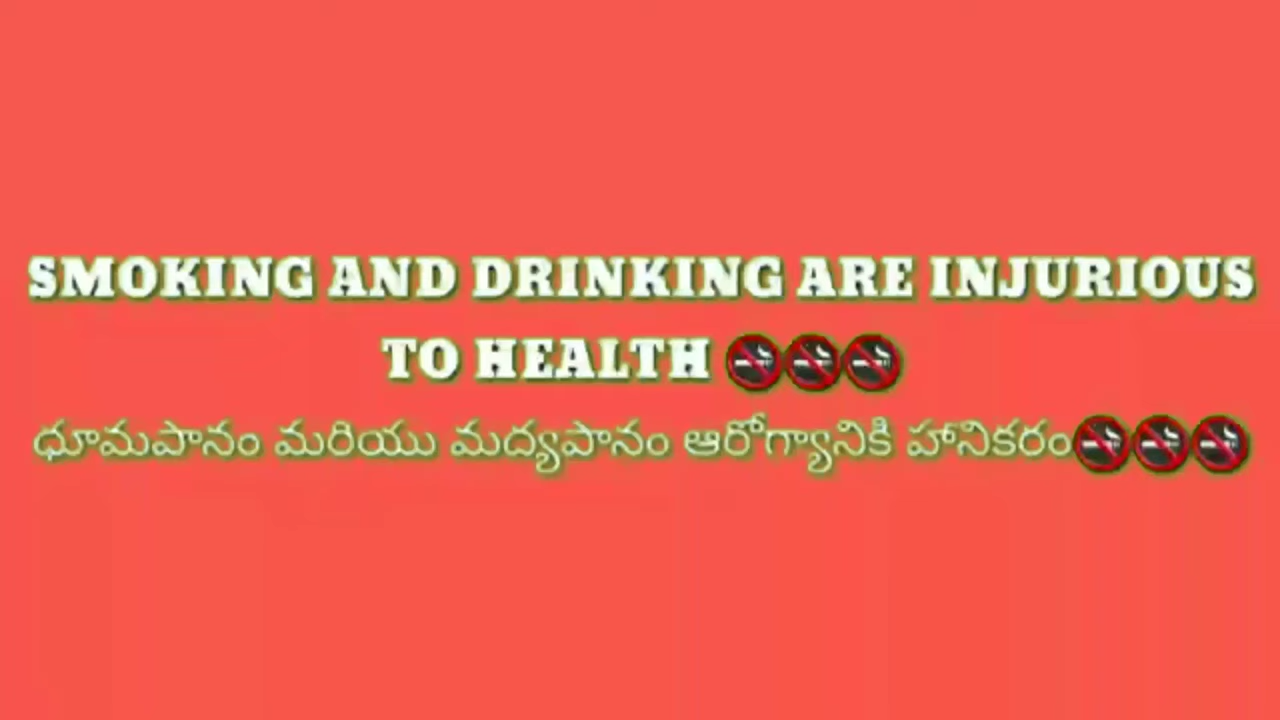 SMOKING AND DRINKING ARE INJURIOUS
TO HEALTH 🚭🚭🚭
ధూమపానం మరియు మద్యపానం ఆరోగ్యానికి హానికరం🚭🚭🚭